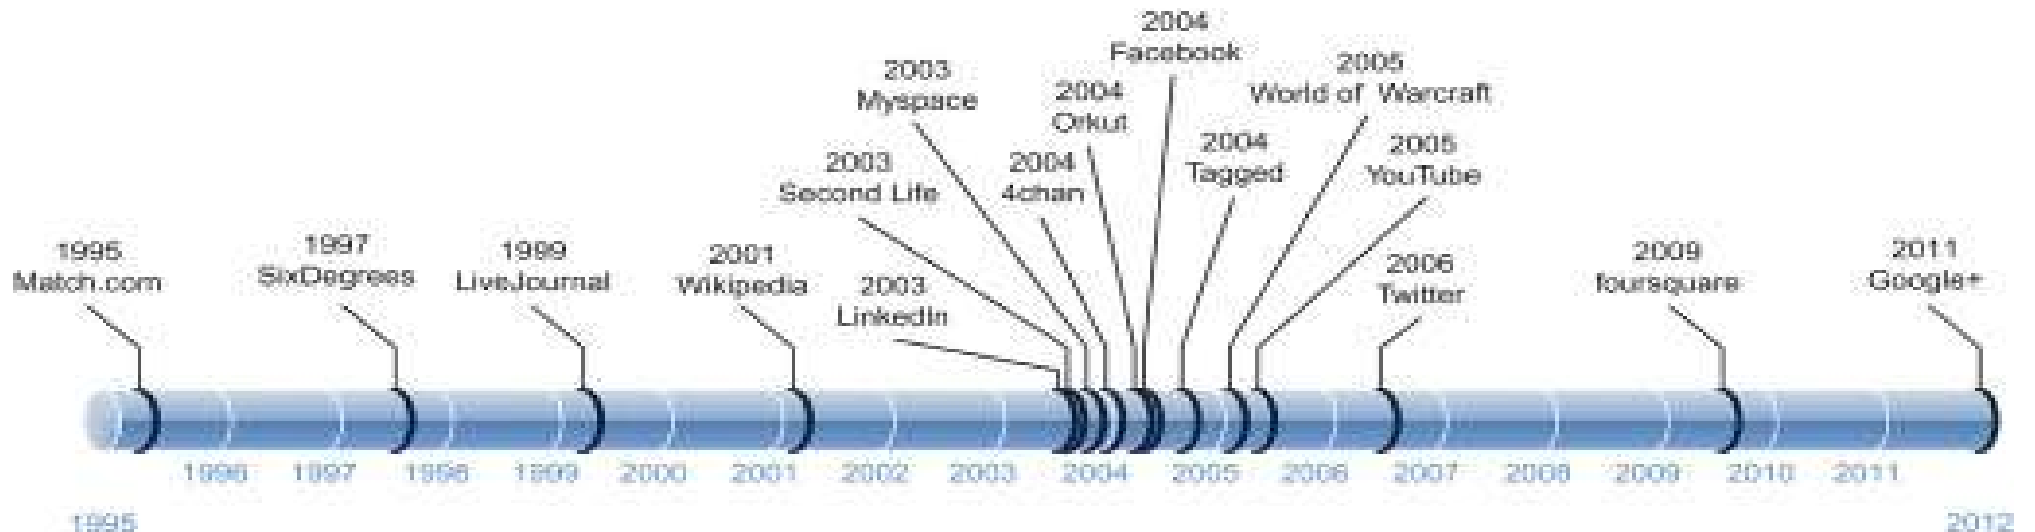 1995
Match.com
1997
SixDegrees
1999
LiveJournal
2001
Wikipedia
2003
LinkedIn
2003
Second Life
2003
Myspace
2004
4chan
2004
Orkut
2004
Facebook
2004
Tagged
2005
World of Warcraft
2005
YouTube
2006
Twitter
2009
foursquare
2011
Google+
1996 1997 1998 1999 2000 2001 2002 2003 2004 2005 2006 2007 2008 2009 2010 2011
1995 2012